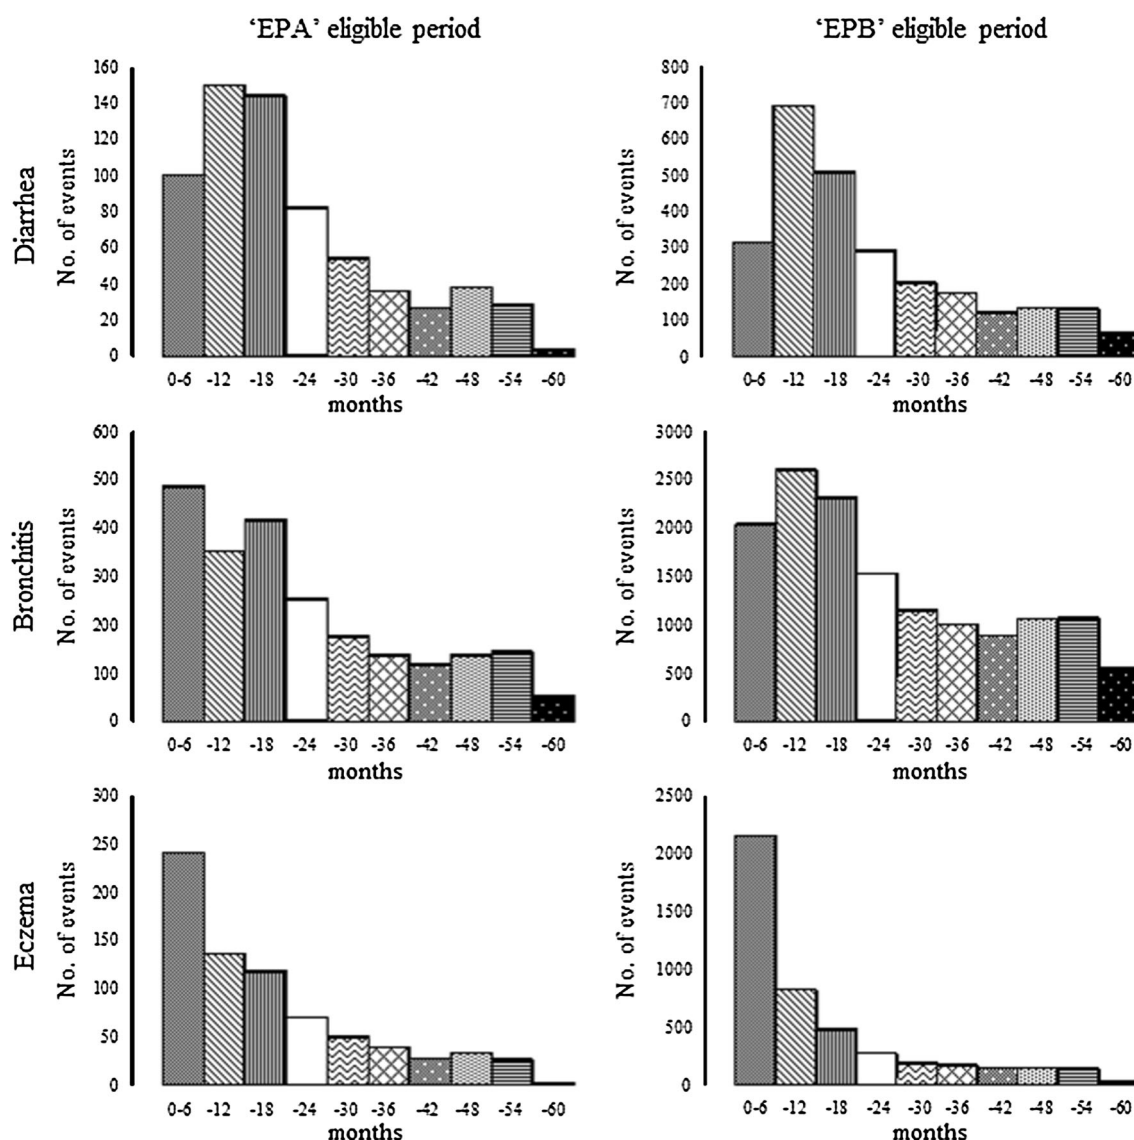 ‘EPA’ eligible period
‘EPB’ eligible period
Diarrhea
No. of events
160
140
120
100
80
60
40
20
0
0-6 -12 -18 -24 -30 -36 -42 -48 -54 -60
months
No. of events
800
700
600
500
400
300
200
100
0
0-6 -12 -18 -24 -30 -36 -42 -48 -54 -60
months
Bronchitis
No. of events
600
500
400
300
200
100
0
0-6 -12 -18 -24 -30 -36 -42 -48 -54 -60
months
No. of events
3000
2500
2000
1500
1000
500
0
0-6 -12 -18 -24 -30 -36 -42 -48 -54 -60
months
Eczema
No. of events
300
250
200
150
100
50
0
0-6 -12 -18 -24 -30 -36 -42 -48 -54 -60
months
No. of events
2500
2000
1500
1000
500
0
0-6 -12 -18 -24 -30 -36 -42 -48 -54 -60
months